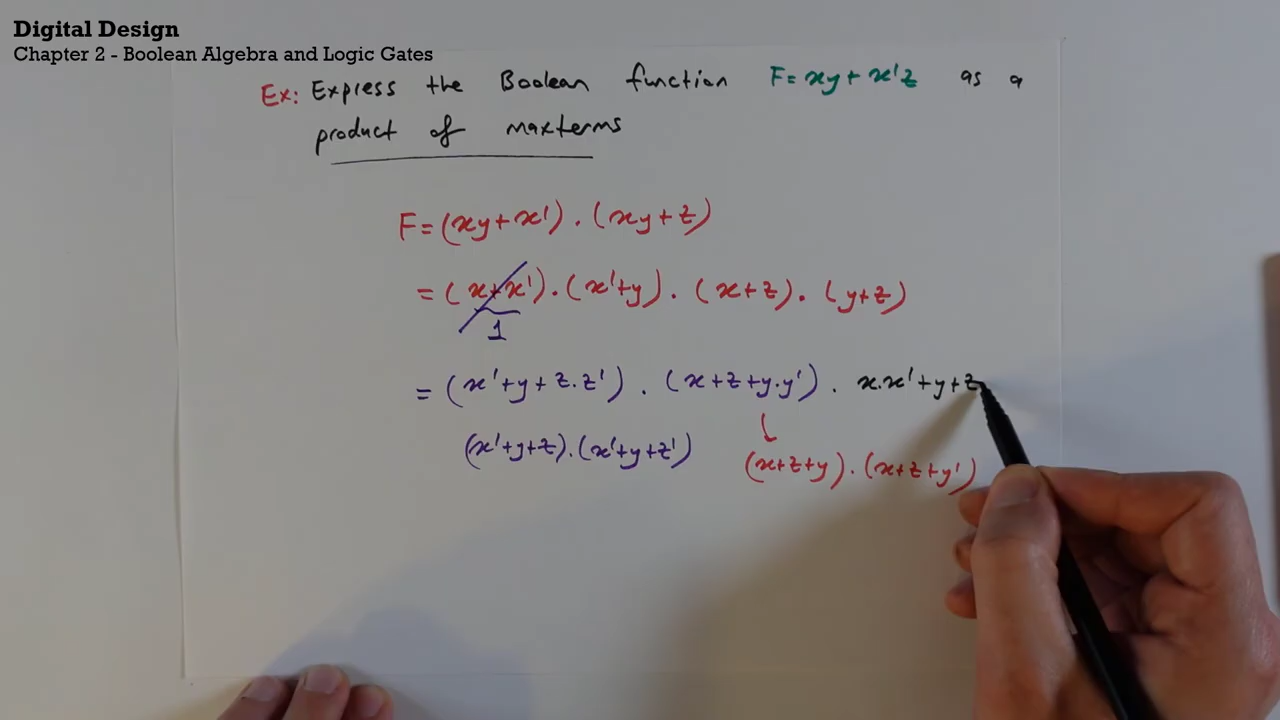 Digital Design
Chapter 2 - Boolean Algebra and Logic Gates
Ex: Express the Boolean function F= xy + x'z as a
product of maxterms
F = (xy + x') . (xy + z)
= (x + x') . (x' + y) . (x + z) . (y + z)
1
= (x' + y + z.z') . (x + z + y.y') . x.x' + y + z
(x' + y + z) . (x' + y + z')
(x + z + y) . (x + z + y')